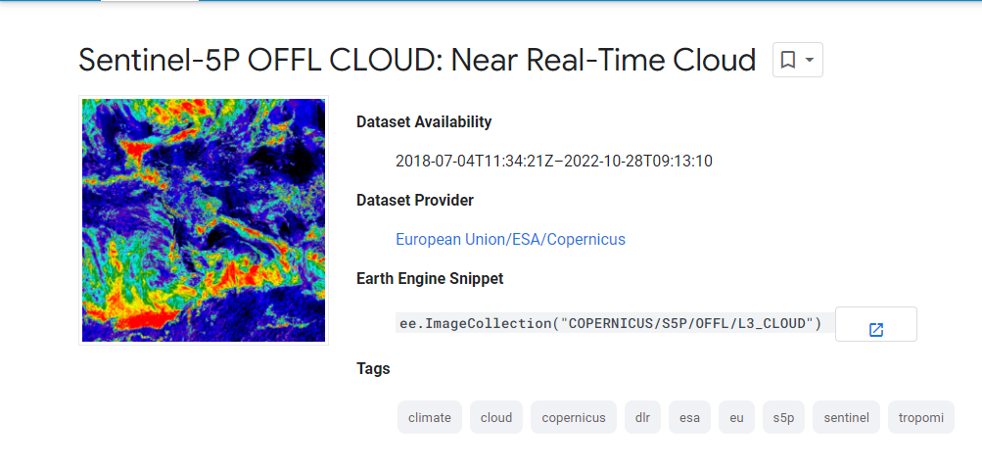 Sentinel-5P OFFL CLOUD: Near Real-Time Cloud
Dataset Availability
2018-07-04T11:34:21Z–2022-10-28T09:13:10
Dataset Provider
European Union/ESA/Copernicus
Earth Engine Snippet
ee.ImageCollection("COPERNICUS/S5P/OFFL/L3_CLOUD")
Tags
climate cloud copernicus dlr esa eu s5p sentinel tropomi